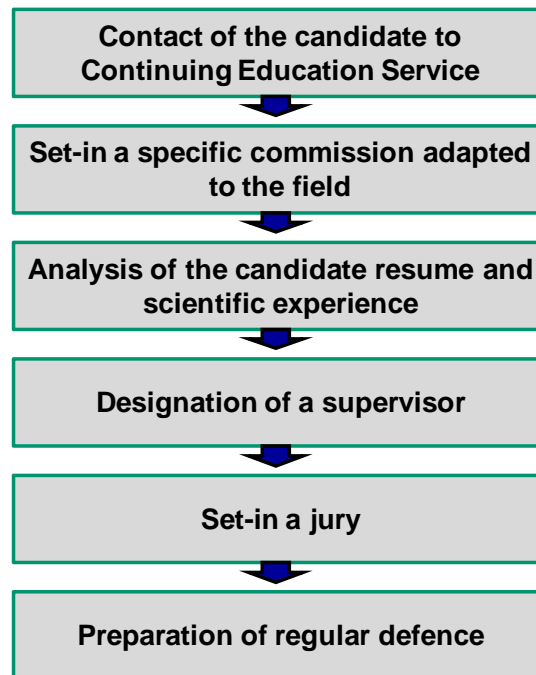 Contact of the candidate to
Continuing Education Service
Set-in a specific commission adapted
to the field
Analysis of the candidate resume and
scientific experience
Designation of a supervisor
Set-in a jury
Preparation of regular defence